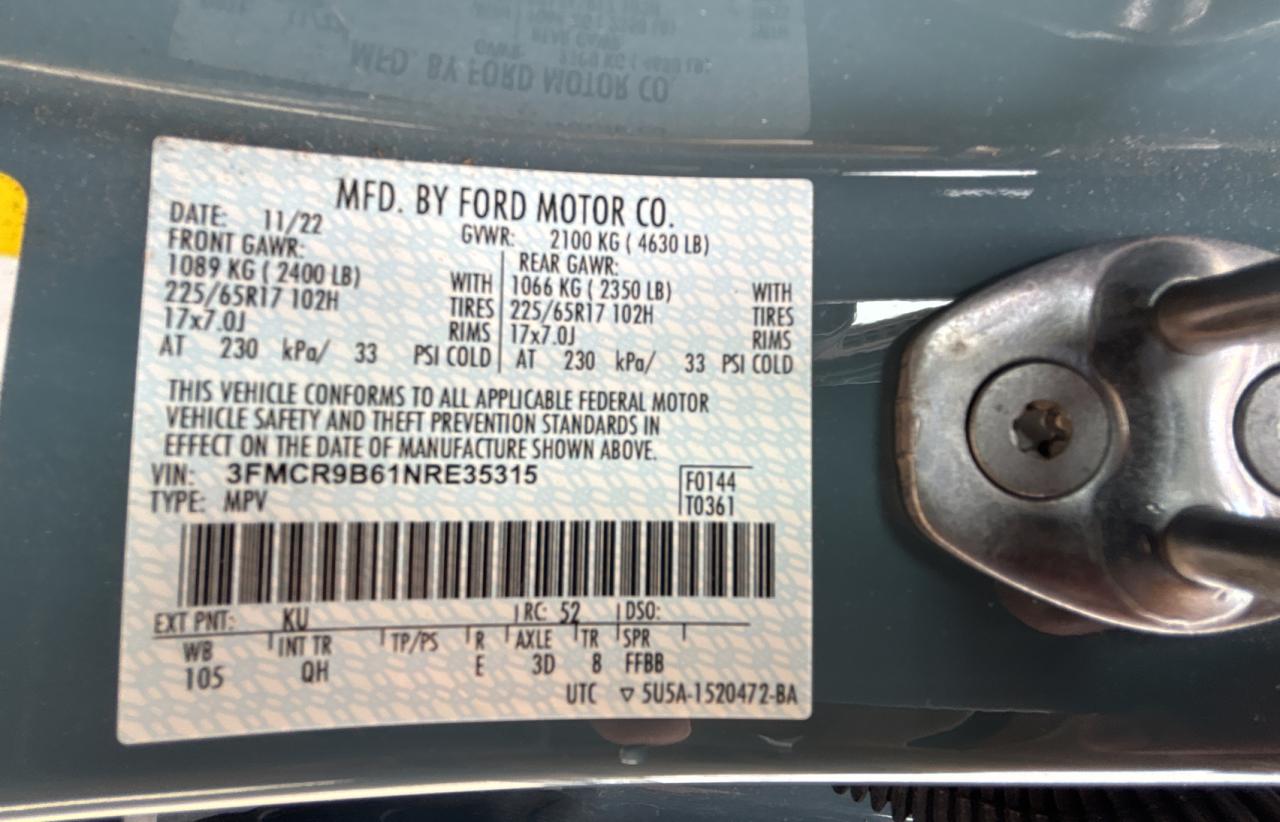 MFD. BY FORD MOTOR CO.
DATE: 11/22 GVWR: 2100 KG ( 4630 LB)
FRONT GAWR: REAR GAWR:
1089 KG ( 2400 LB) WITH 1066 KG ( 2350 LB) WITH
225/65R17 102H TIRES 225/65R17 102H TIRES
17x7.0J RIMS 17x7.0J RIMS
AT 230 kPa/ 33 PSI COLD AT 230 kPa/ 33 PSI COLD
THIS VEHICLE CONFORMS TO ALL APPLICABLE FEDERAL MOTOR
VEHICLE SAFETY AND THEFT PREVENTION STANDARDS IN
EFFECT ON THE DATE OF MANUFACTURE SHOWN ABOVE.
VIN: 3FMCR9B61NRE35315 F0144
TYPE: MPV T0361
EXT PNT: KU RC: 52 DSO:
WB INT TR TP/PS R AXLE TR SPR
105 QH E 3D 8 FFBB
UTC ▽ 5U5A-1520472-BA